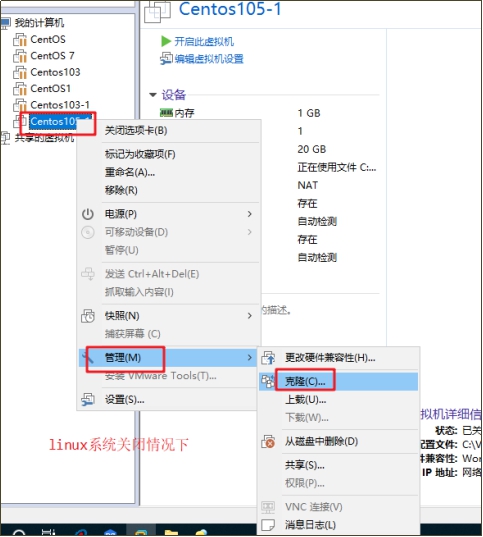 Centos105-1
我的计算机
CentOS
CentOS 7
Centos103
CentOS1
Centos103-1
Centos105-1
共享的虚拟机
开启此虚拟机
编辑虚拟机设置
设备
内存
1 GB
1
20 GB
正在使用文件 C:...
NAT
存在
自动检测
存在
自动检测
的描述。
关闭选项卡(B)
标记为收藏项(F)
重命名(A)...
移除(R)
电源(P)
可移动设备(D)
暂停(U)
发送 Ctrl+Alt+Del(E)
抓取输入内容(I)
快照(N)
捕获屏幕 (C)
管理(M)
安装 VMware Tools(T)...
设置(S)...
更改硬件兼容性(H)...
克隆(C)...
上载(U)...
下载(W)...
从磁盘中删除(D)
共享(S)...
权限(P)...
VNC 连接(V)
消息日志(L)
linux系统关闭情况下
拟机详细信
状态: 已关
配置文件: C:\V
件兼容性: Wor
IP 地址: 网络